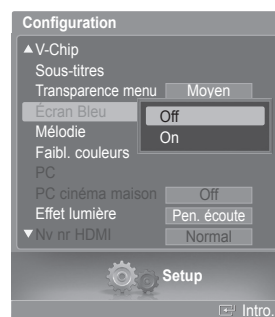 Configuration
▲ V-Chip
Sous-titres
Transparence menu Moyen
Écran Bleu Off
On
Mélodie
Faibl. couleurs
PC
PC cinéma maison Off
Effet lumière Pen. écoute
▼ Nv nr HDMI Normal
Setup
Intro.